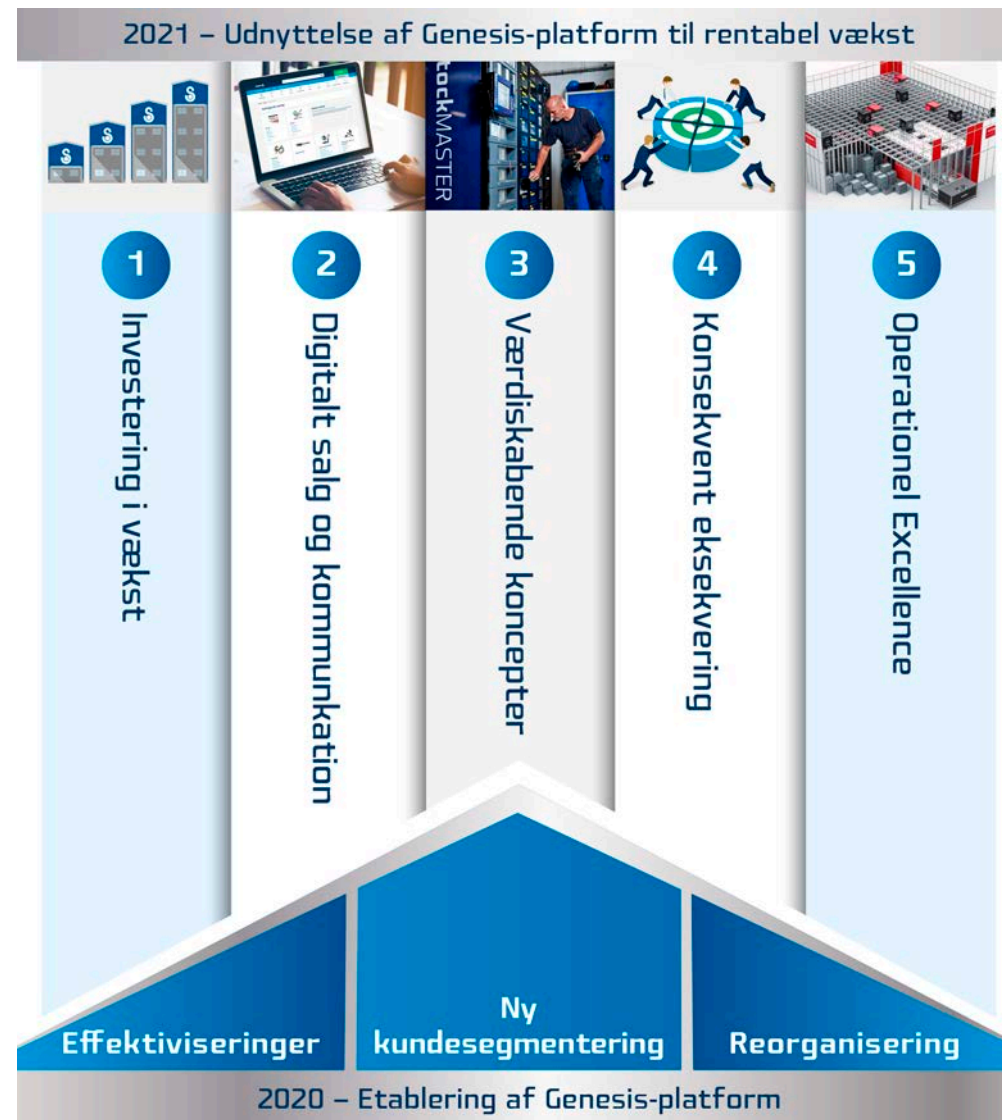 2021 – Udnyttelse af Genesis-platform til rentabel vækst
tockMASTER
1
Investering i vækst
2
Digitalt salg og kommunkation
3
Værdiskabende koncepter
4
Konsekvent eksekvering
5
Operationel Excellence
Effektiviseringer
Ny
kundesegmentering
Reorganisering
2020 – Etablering af Genesis-platform